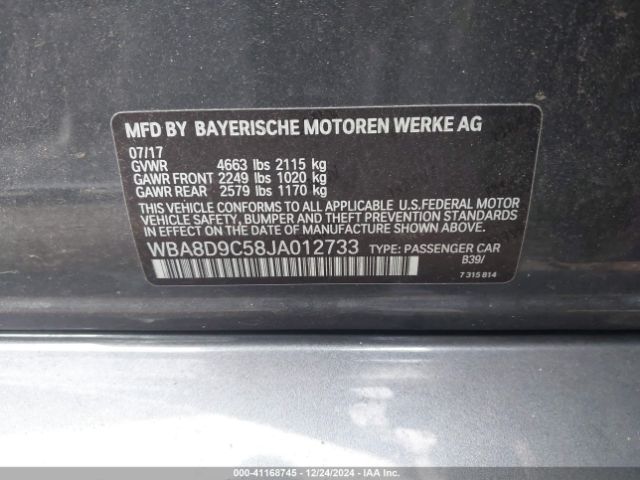 MFD BY BAYERISCHE MOTOREN WERKE AG
07/17
GVWR 4663 lbs 2115 kg
GAWR FRONT 2249 lbs 1020 kg
GAWR REAR 2579 lbs 1170 kg
THIS VEHICLE CONFORMS TO ALL APPLICABLE U.S.FEDERAL MOTOR
VEHICLE SAFETY, BUMPER AND THEFT PREVENTION STANDARDS
IN EFFECT ON THE DATE OF MANUFACTURE SHOWN ABOVE.
WBA8D9C58JA012733 TYPE: PASSENGER CAR
B39/
7 315 814
000-41168745 - 12/24/2024 - IAA Inc.